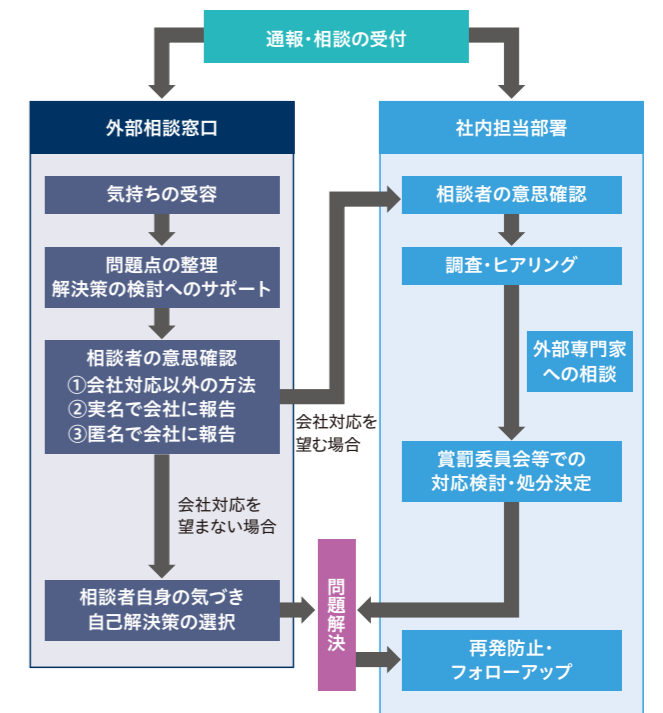 通報・相談の受付
外部相談窓口
気持ちの受容
問題点の整理
解決策の検討へのサポート
相談者の意思確認
①会社対応以外の方法
②実名で会社に報告
③匿名で会社に報告
会社対応を
望む場合
会社対応を
望まない場合
相談者自身の気づき
自己解決策の選択
社内担当部署
相談者の意思確認
調査・ヒアリング
外部専門家
への相談
賞罰委員会等での
対応検討・処分決定
問題解決
再発防止・
フォローアップ